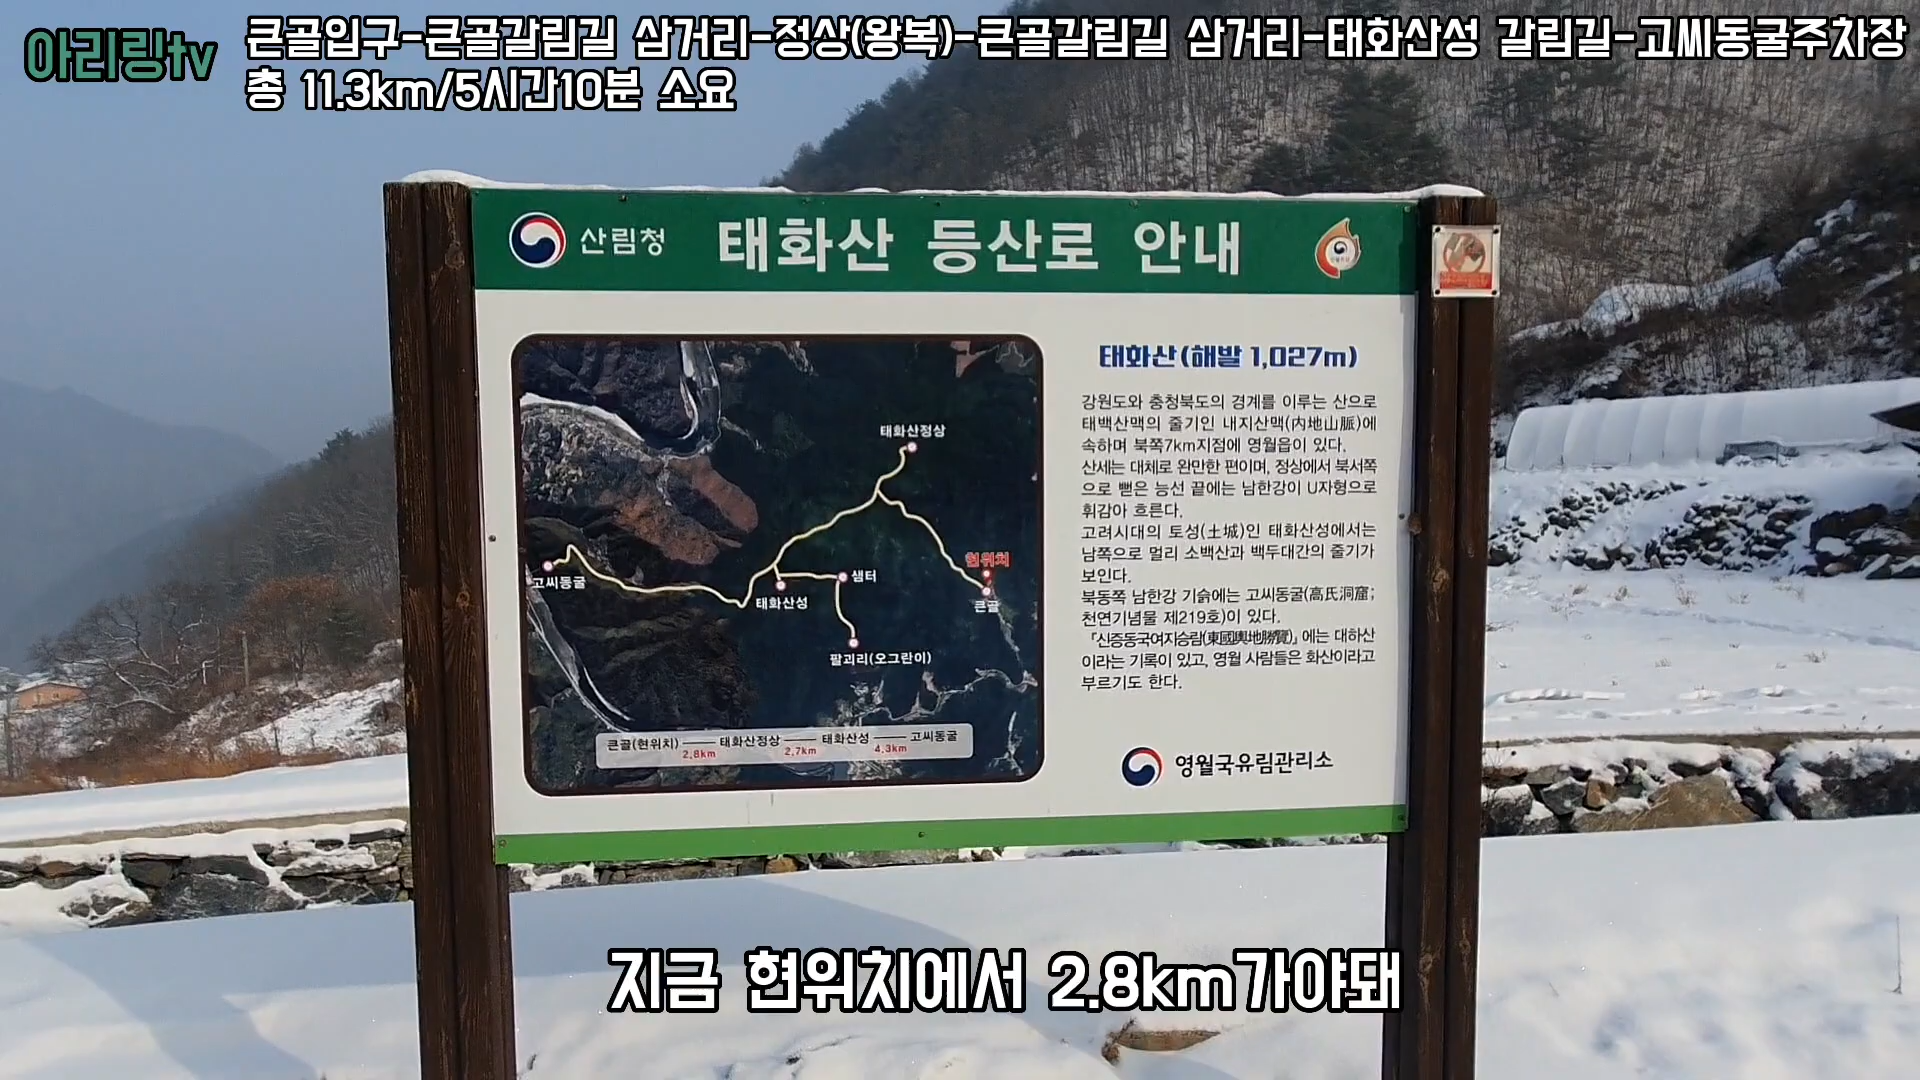 아리링tv
큰골입구-큰골갈림길 삼거리-정상(왕복)-큰골갈림길 삼거리-태화산성 갈림길-고씨동굴주차장
총 11.3km/5시간10분 소요
산림청
태화산 등산로 안내
태화산정상
현위치
큰골
샘터
태화산성
고씨동굴
팔괴리(오그란이)
큰골(현위치) 태화산정상 태화산성 고씨동굴
2.8km 2.7km 4.3km
태화산(해발 1,027m)
강원도와 충청북도의 경계를 이루는 산으로
태백산맥의 줄기인 내지산맥(內地山脈)에
속하며 북쪽7km지점에 영월읍이 있다.
산세는 대체로 완만한 편이며, 정상에서 북서쪽
으로 뻗은 능선 끝에는 남한강이 U자형으로
휘감아 흐른다.
고려시대의 토성(土城)인 태화산성에서는
남쪽으로 멀리 소백산과 백두대간의 줄기가
보인다.
북동쪽 남한강 기슭에는 고씨동굴(高氏洞窟;
천연기념물 제219호)이 있다.
『신증동국여지승람(東國輿地勝覽)』에는 대하산
이라는 기록이 있고, 영월 사람들은 화산이라고
부르기도 한다.
영월국유림관리소
지금 현위치에서 2.8km가야돼